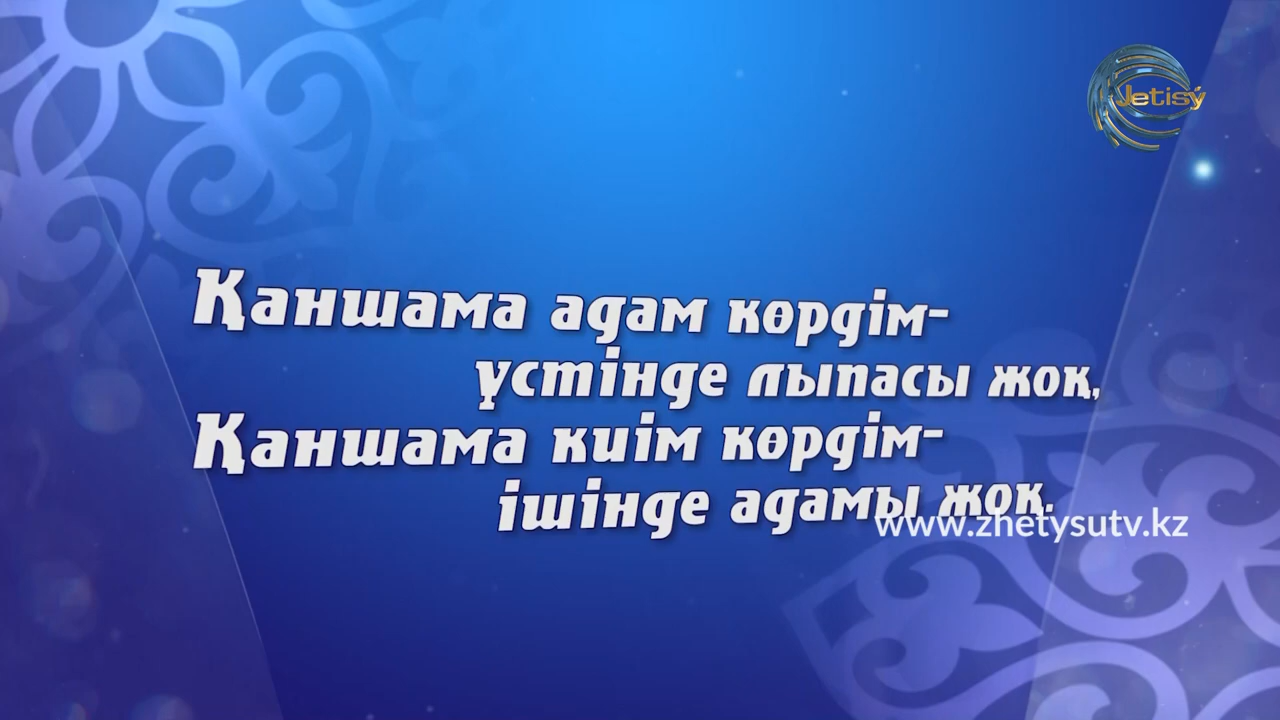 Jetisý
Қаншама адам көрдім-
үстінде лыпасы жоқ,
Қаншама киім көрдім-
ішінде адамы жоқ.
www.zhetysutv.kz